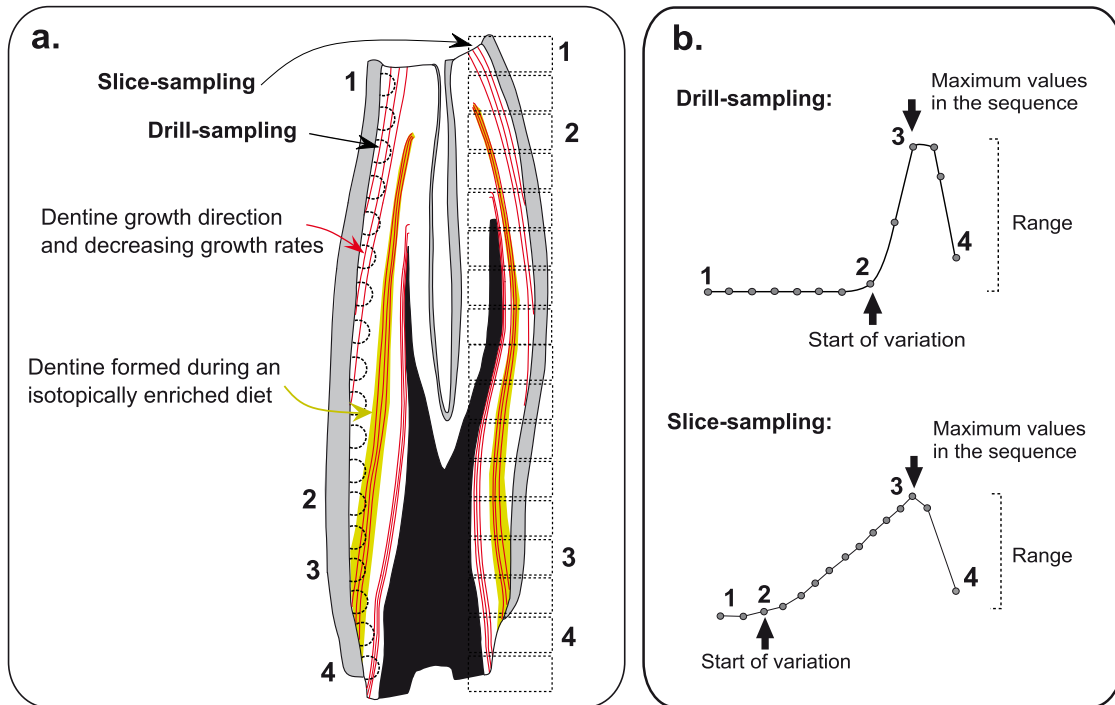 a.
Slice-sampling
1
Drill-sampling
1
2
Dentine growth direction
and decreasing growth rates
Dentine formed during an
isotopically enriched diet
2
3
3
4
4
b.
Drill-sampling:
Maximum values
in the sequence
3
Range
4
2
1
Start of variation
Slice-sampling:
Maximum values
in the sequence
3
Range
4
1
2
Start of variation